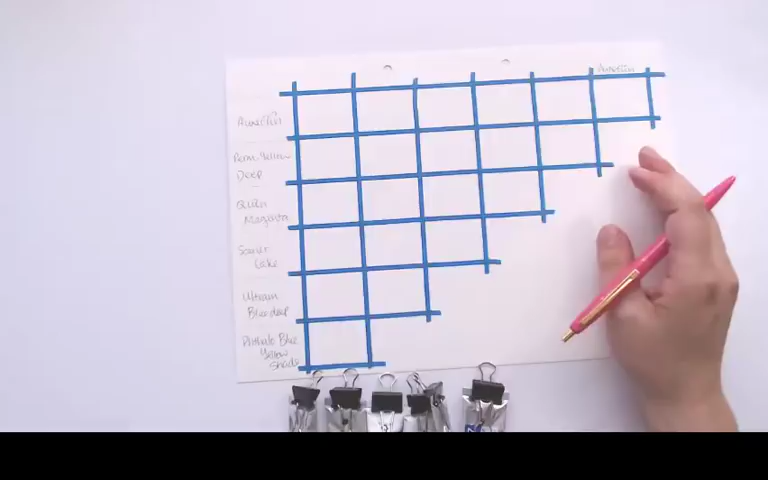 Aureolin
Aureolin
Perm Yellow
Deep
Quin
Magenta
Scarlet
Lake
Ultram
Blue deep
Phthalo Blue
Yellow
Shade